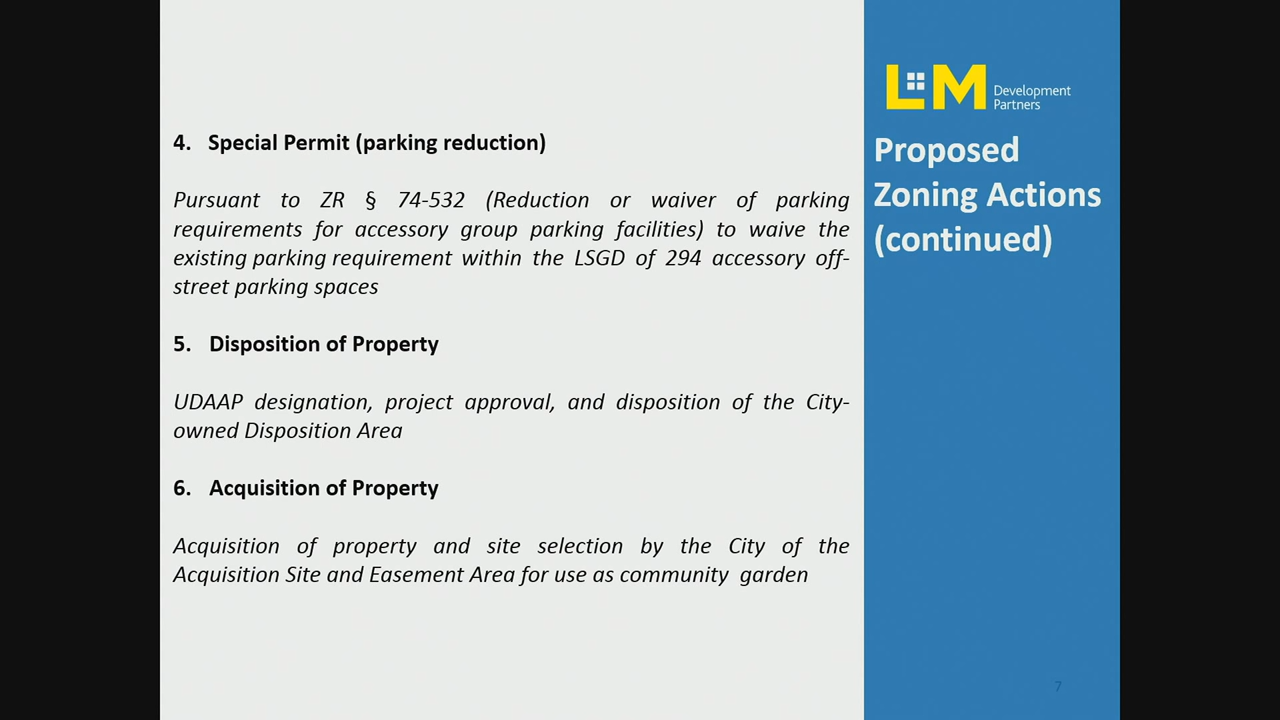 4. Special Permit (parking reduction)
Pursuant to ZR § 74-532 (Reduction or waiver of parking
requirements for accessory group parking facilities) to waive the
existing parking requirement within the LSGD of 294 accessory off-
street parking spaces
5. Disposition of Property
UDAAP designation, project approval, and disposition of the City-
owned Disposition Area
6. Acquisition of Property
Acquisition of property and site selection by the City of the
Acquisition Site and Easement Area for use as community garden
L M Development
Partners
Proposed
Zoning Actions
(continued)
7